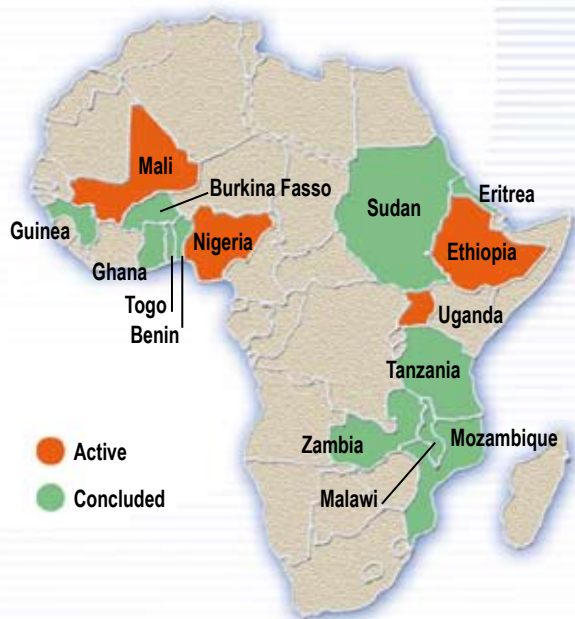 Mali
Burkina Fasso
Sudan
Eritrea
Guinea
Nigeria
Ethiopia
Ghana
Togo
Benin
Uganda
Tanzania
Zambia
Mozambique
Malawi
Active
Concluded